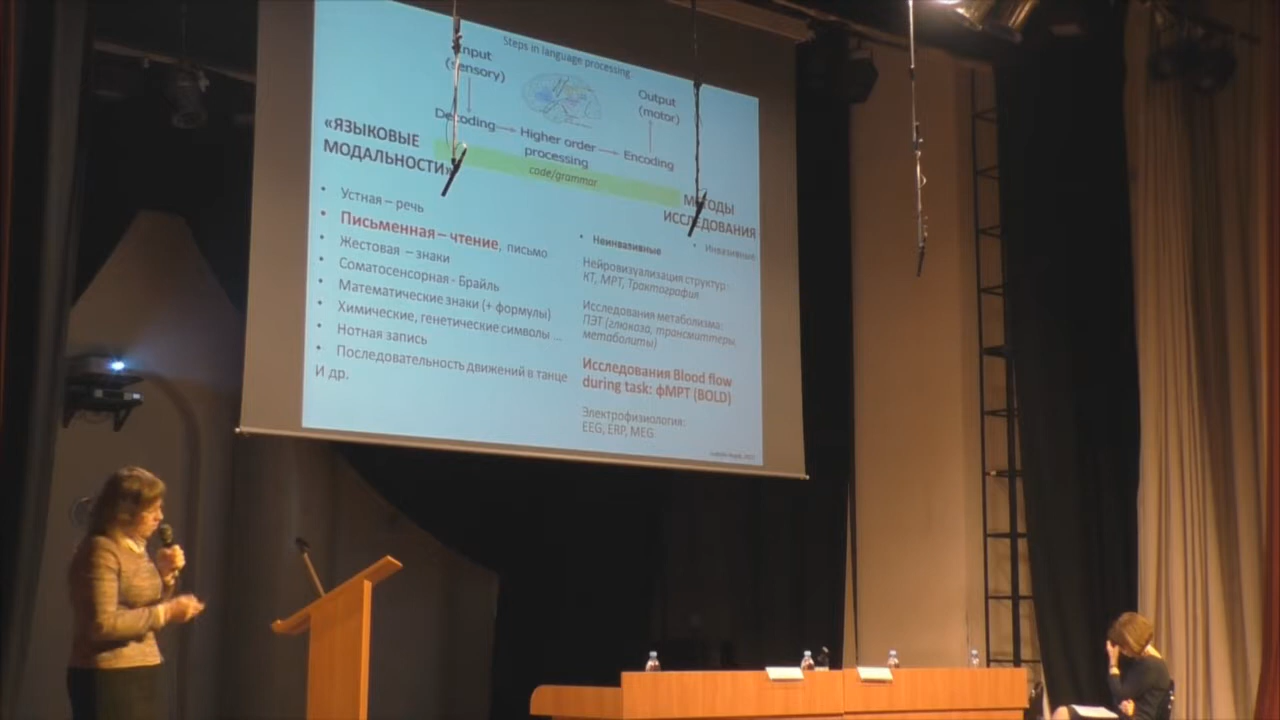 Steps in language processing
Input
(sensory)
Output
(motor)
Decoding
Higher order
processing
Encoding
code/grammar
«ЯЗЫКОВЫЕ
МОДАЛЬНОСТИ»
• Устная – речь
• Письменная – чтение, письмо
• Жестовая – знаки
• Соматосенсорная - Брайль
• Математические знаки (+ формулы)
• Химические, генетические символы ...
• Нотная запись
• Последовательность движений в танце
И др.
МЕТОДЫ
ИССЛЕДОВАНИЯ
• Неинвазивные
• Инвазивные
Нейровизуализация структур:
КТ, МРТ, Трактография
Исследования метаболизма:
ПЭТ (глюкоза, трансмиттеры,
метаболиты)
Исследования Blood flow
during task: фМРТ (BOLD)
Электрофизиология:
EEG, ERP, MEG